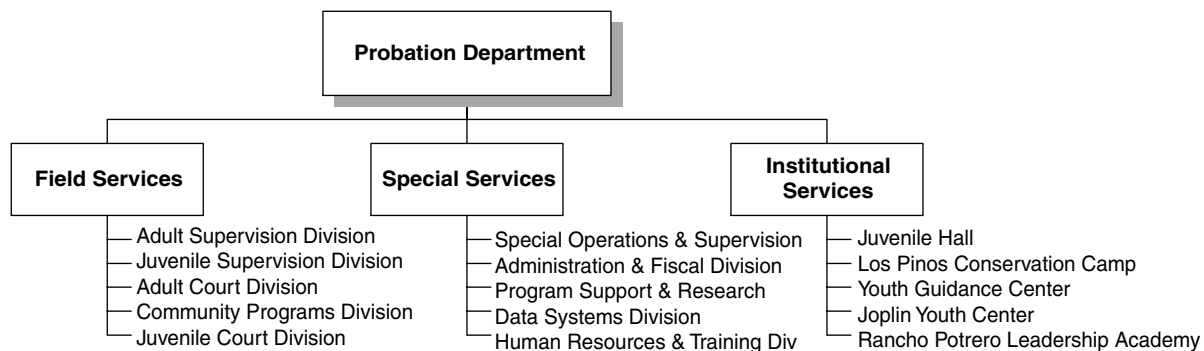 Probation Department
Field Services
Adult Supervision Division
Juvenile Supervision Division
Adult Court Division
Community Programs Division
Juvenile Court Division
Special Services
Special Operations & Supervision
Administration & Fiscal Division
Program Support & Research
Data Systems Division
Human Resources & Training Div
Institutional
Services
Juvenile Hall
Los Pinos Conservation Camp
Youth Guidance Center
Joplin Youth Center
Rancho Potrero Leadership Academy